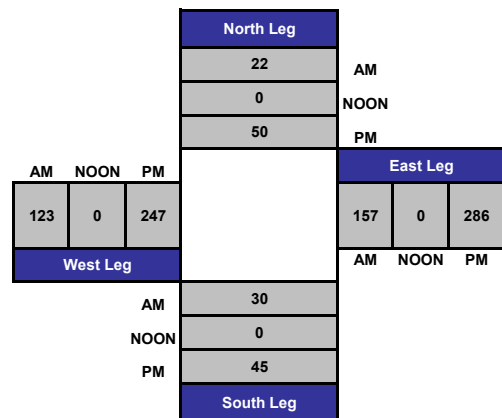 North Leg
22 AM
0 NOON
50 PM
AM NOON PM
East Leg
123 0 247
157 0 286
West Leg
AM NOON PM
AM 30
NOON 0
PM 45
South Leg